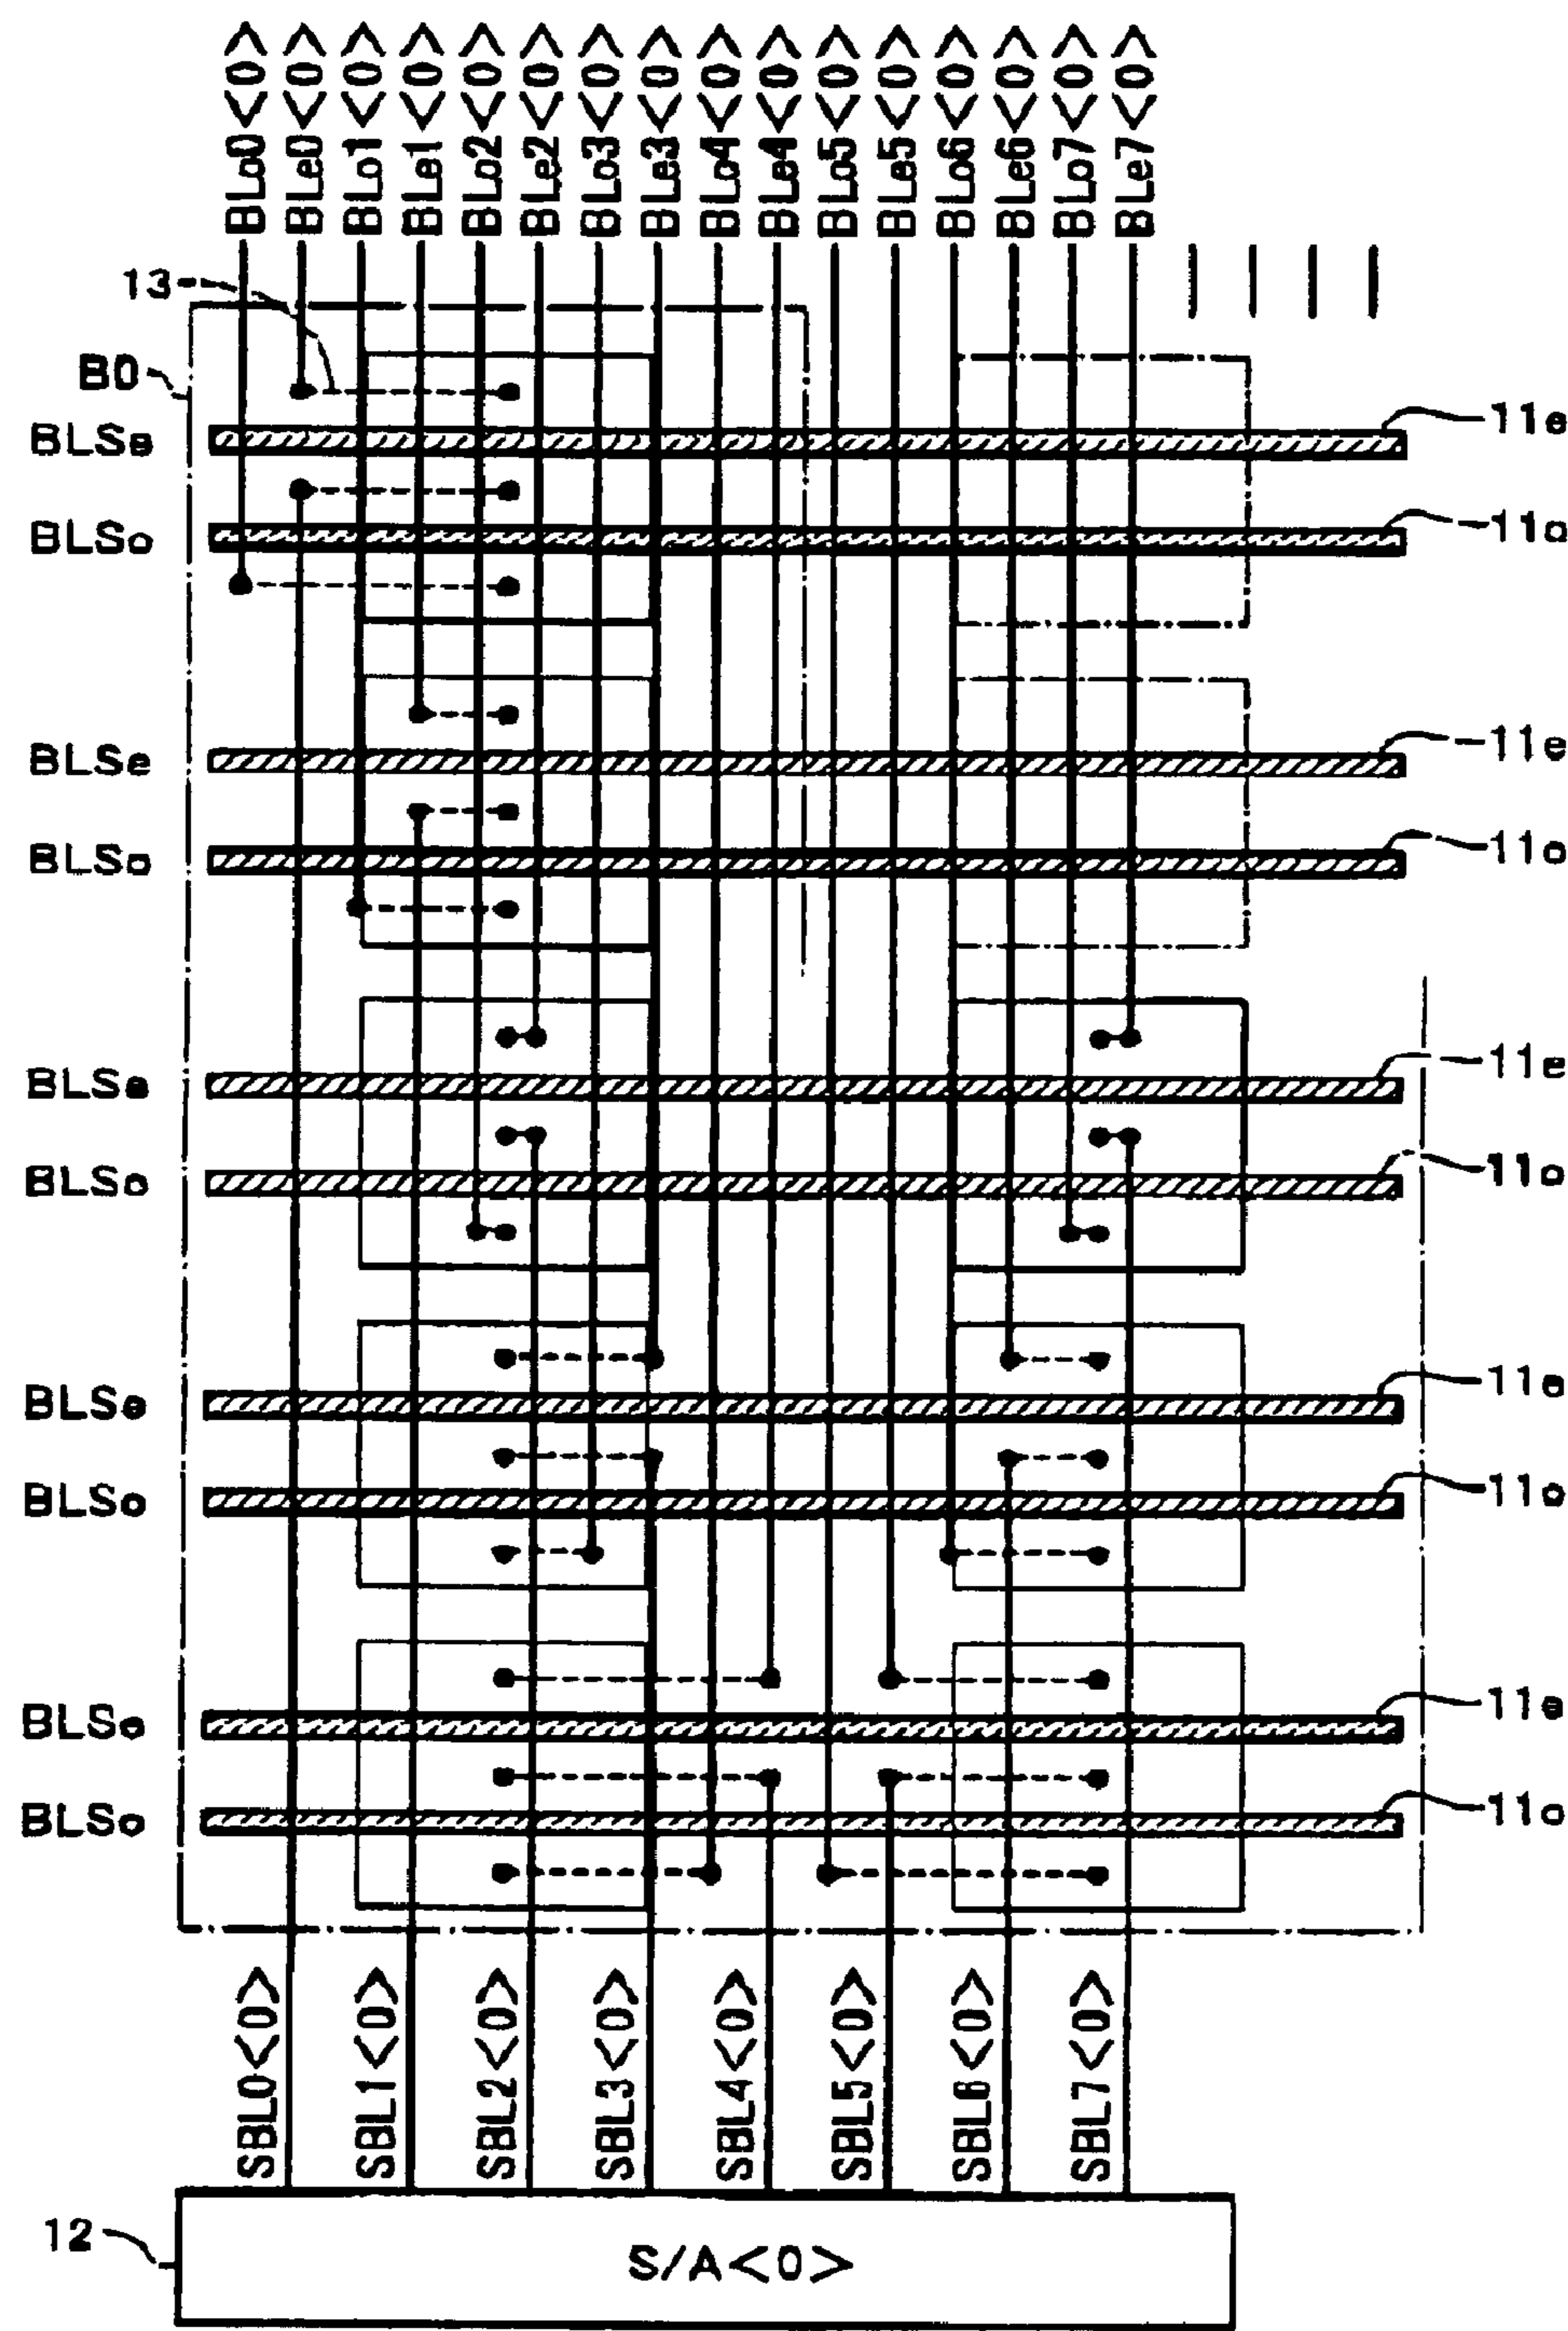 BLo0<0>
BLe0<0>
BLo1<0>
BLe1<0>
BLo2<0>
BLe2<0>
BLo3<0>
BLe3<0>
BLo4<0>
BLe4<0>
BLo5<0>
BLe5<0>
BLo6<0>
BLe6<0>
BLo7<0>
BLe7<0>
13
B0
BLSe
11e
BLSo
11o
BLSe
11e
BLSo
11o
BLSe
11e
BLSo
11o
BLSe
11e
BLSo
11o
BLSe
11e
BLSo
11o
SBL0<0>
SBL1<0>
SBL2<0>
SBL3<0>
SBL4<0>
SBL5<0>
SBL6<0>
SBL7<0>
12
S/A<0>